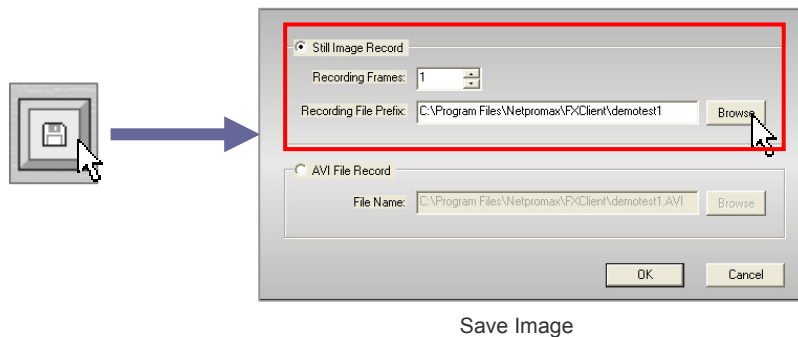 Still Image Record
Recording Frames: 1
Recording File Prefix: C:\Program Files\Netpromax\FXClient\demotest1 Browse
AVI File Record
File Name: C:\Program Files\Netpromax\FXClient\demotest1.AVI Browse
OK Cancel
Save Image